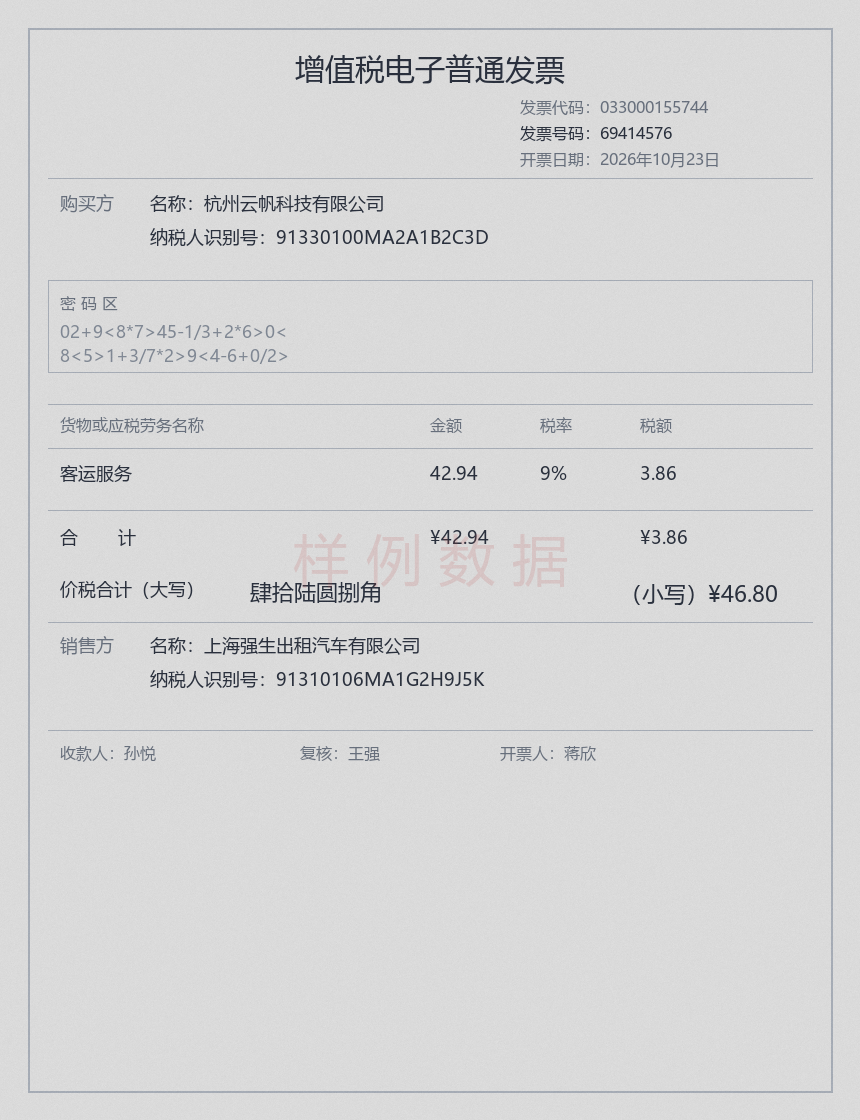 增值税电子普通发票
发票代码：033000155744
发票号码：69414576
开票日期：2026年10月23日
购买方 名称：杭州云帆科技有限公司
纳税人识别号：91330100MA2A1B2C3D
密 码 区
02+9<8*7>45-1/3+2*6>0<
8<5>1+3/7*2>9<4-6+0/2>
货物或应税劳务名称 金额 税率 税额
客运服务 42.94 9% 3.86
合 计 ¥42.94 ¥3.86
样例数据
价税合计（大写） 肆拾陆圆捌角 （小写）¥46.80
销售方 名称：上海强生出租汽车有限公司
纳税人识别号：91310106MA1G2H9J5K
收款人：孙悦 复核：王强 开票人：蒋欣